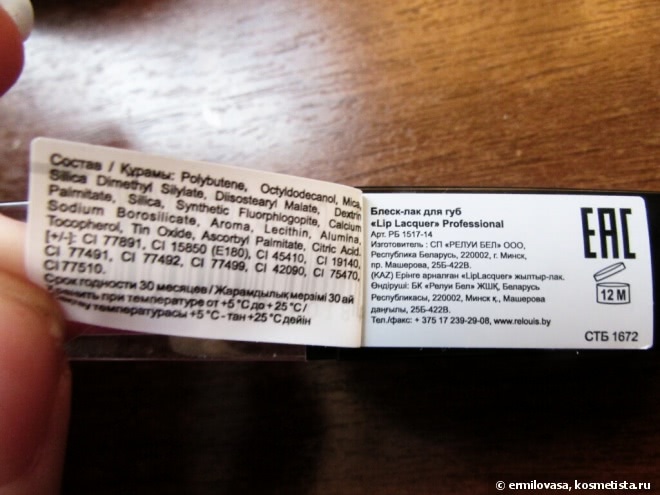 Состав / Құрамы: Polybutene, Octyldodecanol, Mica,
Silica Dimethyl Silylate, Diisostearyl Malate, Dextrin
Palmitate, Silica, Synthetic Fluorphlogopite, Calcium
Sodium Borosilicate, Aroma, Lecithin, Alumina,
Tocopherol, Tin Oxide, Ascorbyl Palmitate, Citric Acid.
[+/-]: CI 77891, CI 15850 (E180), CI 45410, CI 19140,
CI 77491, CI 77492, CI 77499, CI 42090, CI 75470,
CI 77510.
Срок годности 30 месяцев / Жарамдылық мерзімі 30 ай
при температуре от +5 °C до + 25 °C /
температурасы +5 °C - тан +25 °C дейін
Блеск-лак для губ
«Lip Lacquer» Professional
Арт. РБ 1517-14
Изготовитель : СП «РЕЛУИ БЕЛ» ООО,
Республика Беларусь, 220002, г. Минск,
пр. Машерова, 25Б-422В.
(KAZ) Ерінге арналған «LipLacquer» жылтыр-лак.
Өндіруші: БК «Релуи Бел» ЖШҚ, Беларусь
Республикасы, 220002, Минск қ., Машерова
даңғылы, 25Б-422В.
Тел./факс: + 375 17 239-29-08, www.relouis.by
EAC
12 M
СТБ 1672
© ermilovasa, kosmetista.ru